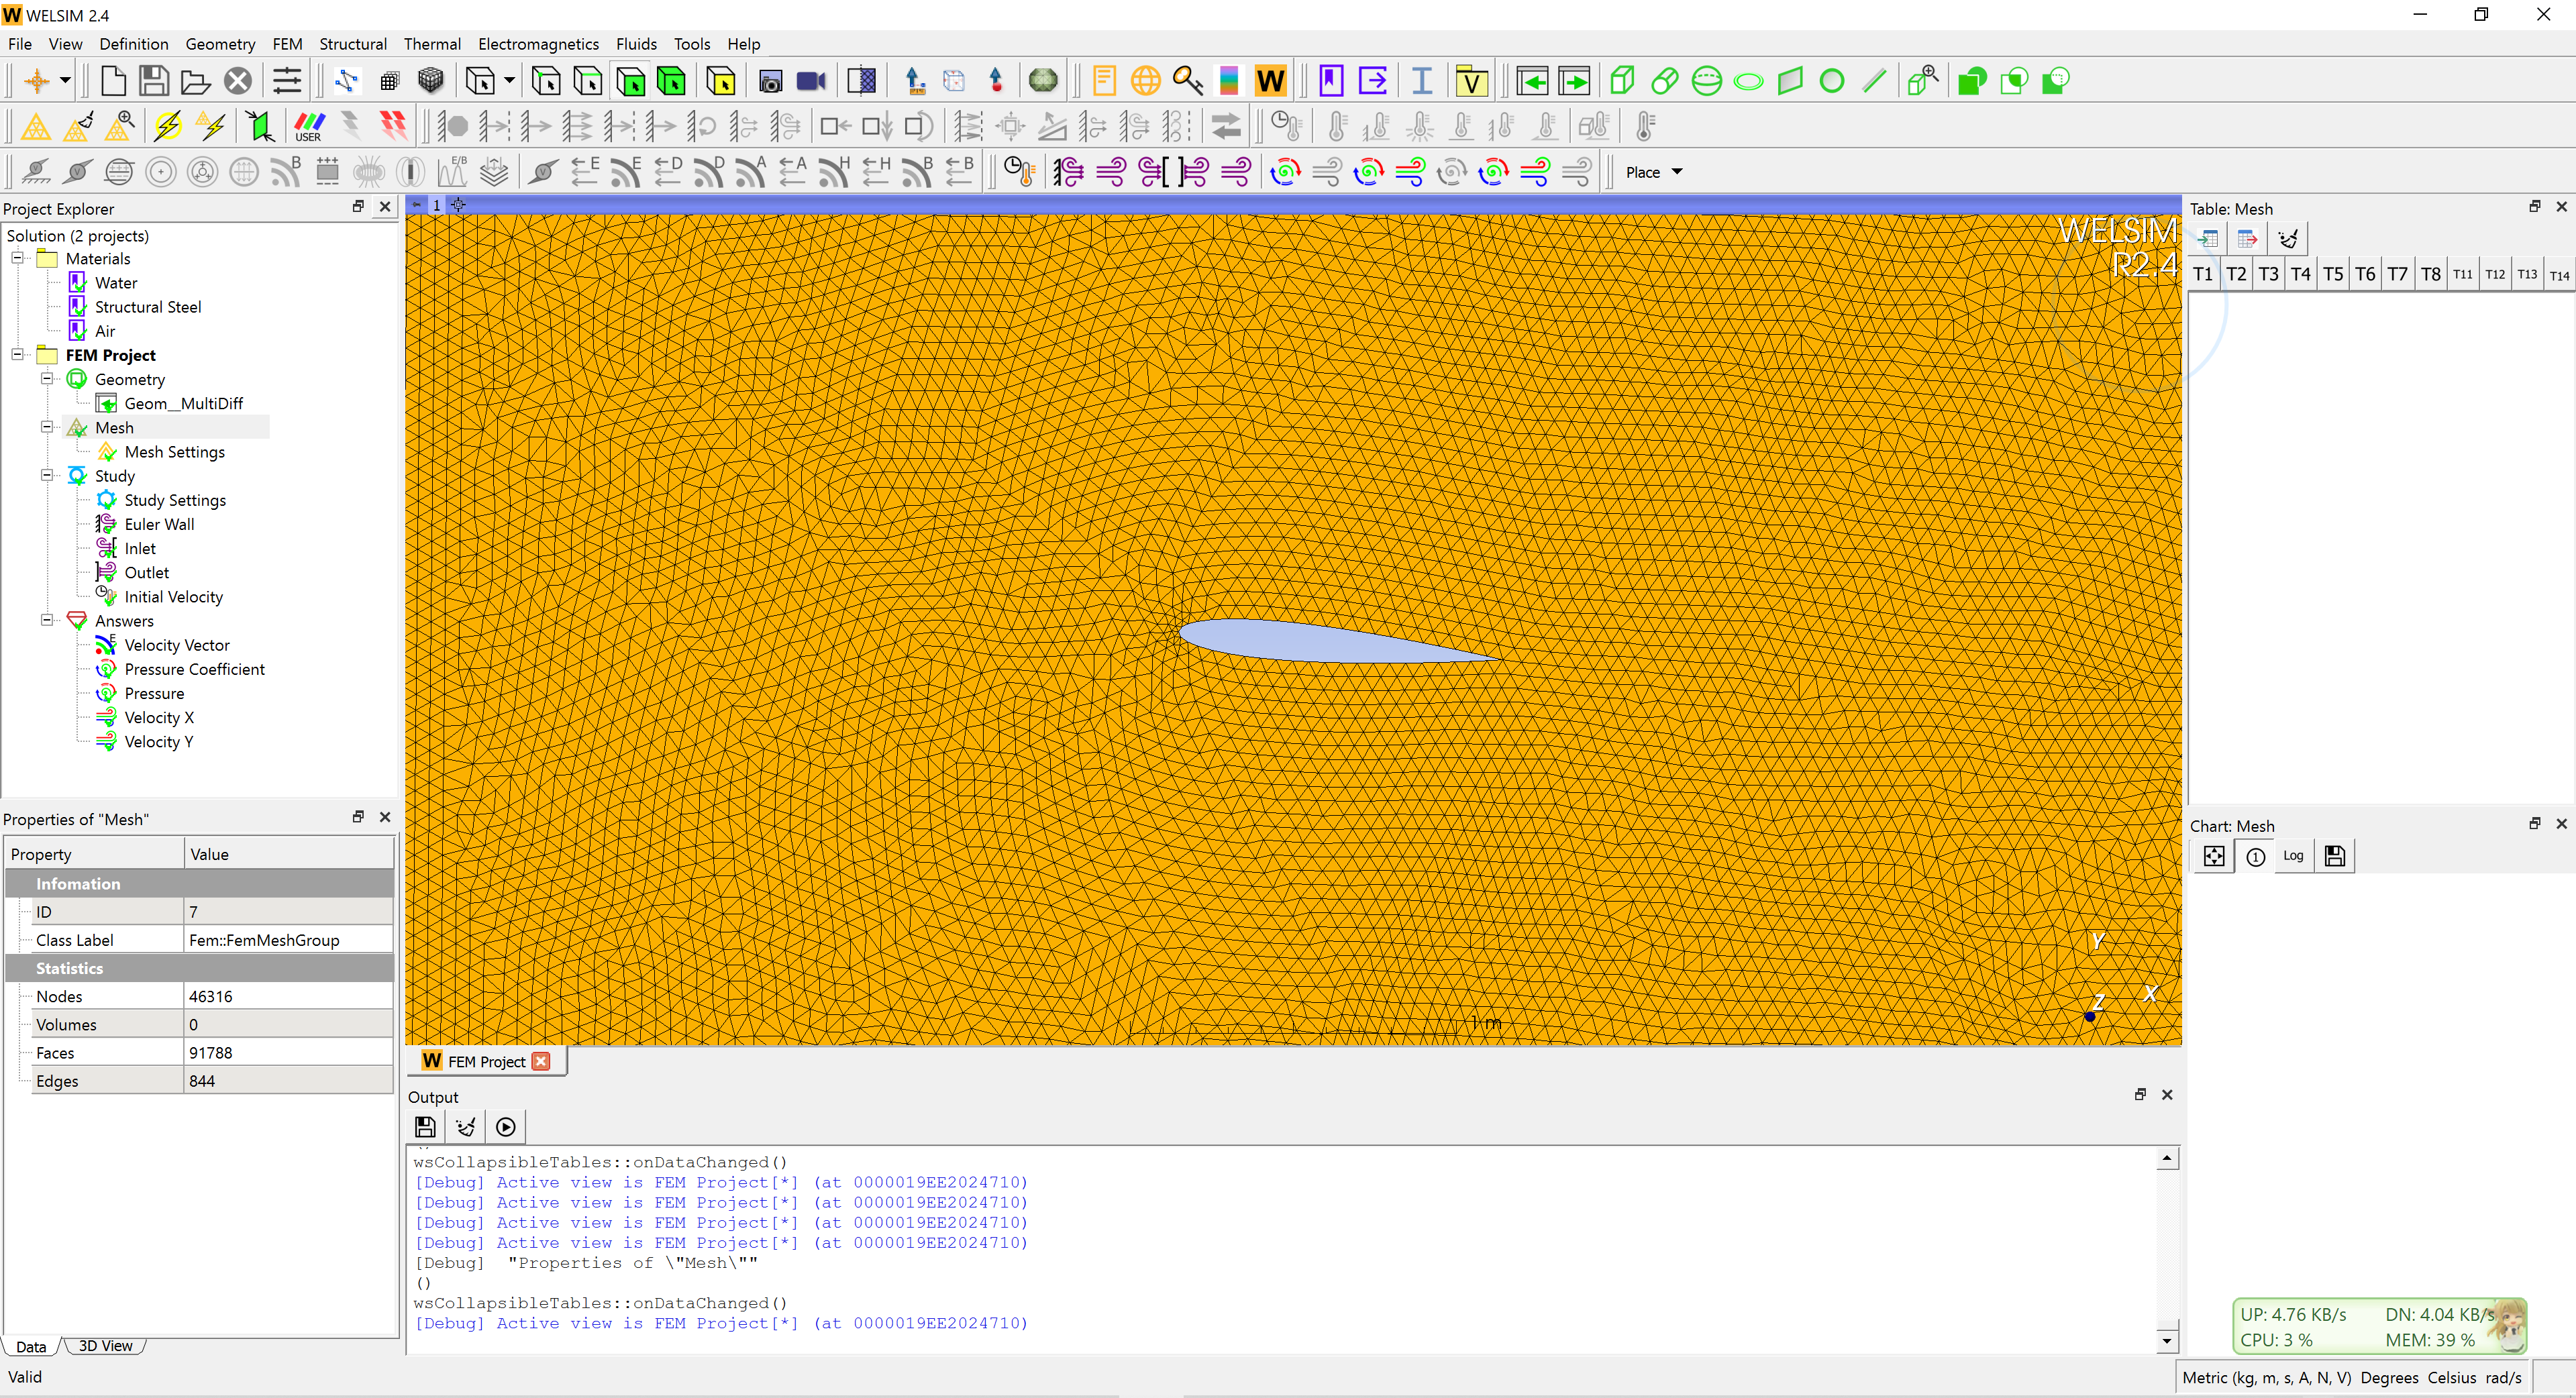 WELSIM 2.4
File View Definition Geometry FEM Structural Thermal Electromagnetics Fluids Tools Help
W
V
USER
B E/B E E D D A A H H B B
Place
Project Explorer
Solution (2 projects)
Materials
Water
Structural Steel
Air
FEM Project
Geometry
Geom__MultiDiff
Mesh
Mesh Settings
Study
Study Settings
Euler Wall
Inlet
Outlet
Initial Velocity
Answers
Velocity Vector
Pressure Coefficient
Pressure
Velocity X
Velocity Y
Properties of "Mesh"
Property Value
Infomation
ID 7
Class Label Fem::FemMeshGroup
Statistics
Nodes 46316
Volumes 0
Faces 91788
Edges 844
Data 3D View
Valid
1
WELSIM
R2.4
Y
Z X
1 m
FEM Project
Output
()
wsCollapsibleTables::onDataChanged()
[Debug] Active view is FEM Project[*] (at 0000019EE2024710)
[Debug] Active view is FEM Project[*] (at 0000019EE2024710)
[Debug] Active view is FEM Project[*] (at 0000019EE2024710)
[Debug] Active view is FEM Project[*] (at 0000019EE2024710)
[Debug] "Properties of \"Mesh\""
()
wsCollapsibleTables::onDataChanged()
[Debug] Active view is FEM Project[*] (at 0000019EE2024710)
Table: Mesh
T1 T2 T3 T4 T5 T6 T7 T8 T11 T12 T13 T14
Chart: Mesh
1 Log
UP: 4.76 KB/s DN: 4.04 KB/s
CPU: 3 % MEM: 39 %
Metric (kg, m, s, A, N, V) Degrees Celsius rad/s